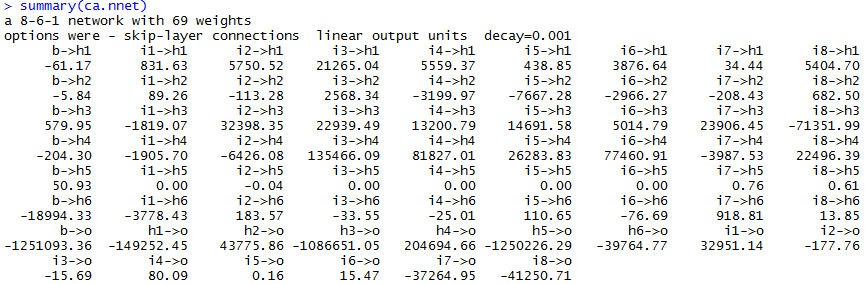 > summary(ca.nnet)
a 8-6-1 network with 69 weights
options were - skip-layer connections  linear output units  decay=0.001
b->h1 i1->h1 i2->h1 i3->h1 i4->h1 i5->h1 i6->h1 i7->h1 i8->h1
-61.17 831.63 5750.52 21265.04 5559.37 438.85 3876.64 34.44 5404.70
b->h2 i1->h2 i2->h2 i3->h2 i4->h2 i5->h2 i6->h2 i7->h2 i8->h2
-5.84 89.26 -113.28 2568.34 -3199.97 -7667.28 -2966.27 -208.43 682.50
b->h3 i1->h3 i2->h3 i3->h3 i4->h3 i5->h3 i6->h3 i7->h3 i8->h3
579.95 -1819.07 32398.35 22939.49 13200.79 14691.58 5014.79 23906.45 -71351.99
b->h4 i1->h4 i2->h4 i3->h4 i4->h4 i5->h4 i6->h4 i7->h4 i8->h4
-204.30 -1905.70 -6426.08 135466.09 81827.01 26283.83 77460.91 -3987.53 22496.39
b->h5 i1->h5 i2->h5 i3->h5 i4->h5 i5->h5 i6->h5 i7->h5 i8->h5
50.93 0.00 -0.04 0.00 0.00 0.00 0.00 0.76 0.61
b->h6 i1->h6 i2->h6 i3->h6 i4->h6 i5->h6 i6->h6 i7->h6 i8->h6
-18994.33 -3778.43 183.57 -33.55 -25.01 110.65 -76.69 918.81 13.85
b->o h1->o h2->o h3->o h4->o h5->o h6->o i1->o i2->o
-1251093.36 -149252.45 43775.86 -1086651.05 204694.66 -1250226.29 -39764.77 32951.14 -177.76
i3->o i4->o i5->o i6->o i7->o i8->o
-15.69 80.09 0.16 15.47 -37264.95 -41250.71